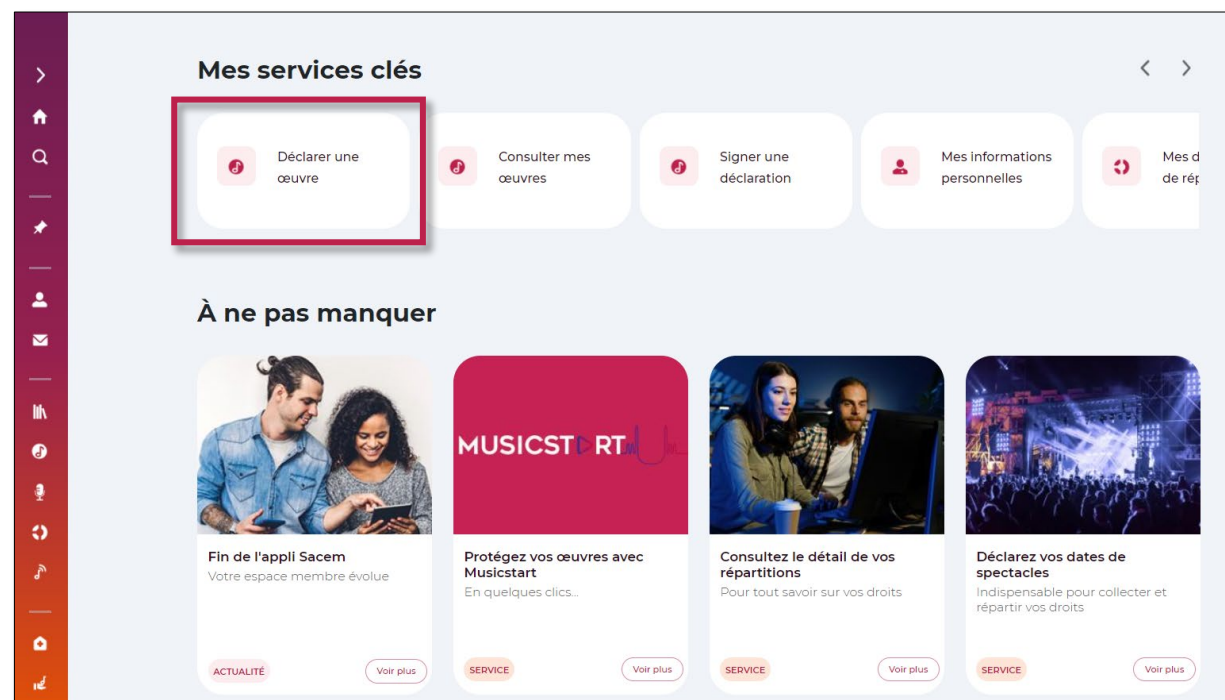 Mes services clés
Déclarer une
œuvre
Consulter mes
œuvres
Signer une
déclaration
Mes informations
personnelles
Mes d
de rép
À ne pas manquer
MUSICSTART
Fin de l'appli Sacem
Votre espace membre évolue
ACTUALITÉ
Voir plus
Protégez vos œuvres avec
Musicstart
En quelques clics...
SERVICE
Voir plus
Consultez le détail de vos
répartitions
Pour tout savoir sur vos droits
SERVICE
Voir plus
Déclarez vos dates de
spectacles
Indispensable pour collecter et
répartir vos droits
SERVICE
Voir plus